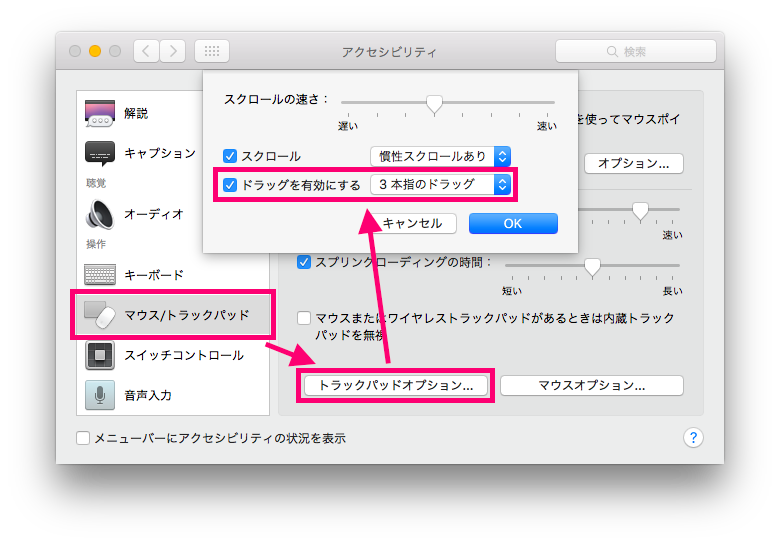 アクセシビリティ
検索
解説
キャプション
聴覚
オーディオ
操作
キーボード
マウス/トラックパッド
スイッチコントロール
音声入力
スクロールの速さ：
遅い
速い
スクロール
慣性スクロールあり
ドラッグを有効にする
3 本指のドラッグ
キャンセル
OK
を使ってマウスポイ
オプション...
速い
スプリングローディングの時間：
短い
長い
マウスまたはワイヤレストラックパッドがあるときは内蔵トラック
パッドを無視
トラックパッドオプション...
マウスオプション...
メニューバーにアクセシビリティの状況を表示
?